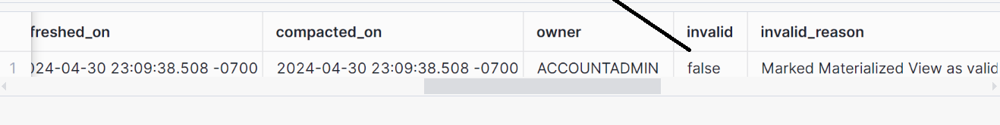 freshed_on compacted_on owner invalid invalid_reason
1 024-04-30 23:09:38.508 -0700 2024-04-30 23:09:38.508 -0700 ACCOUNTADMIN false Marked Materialized View as valid